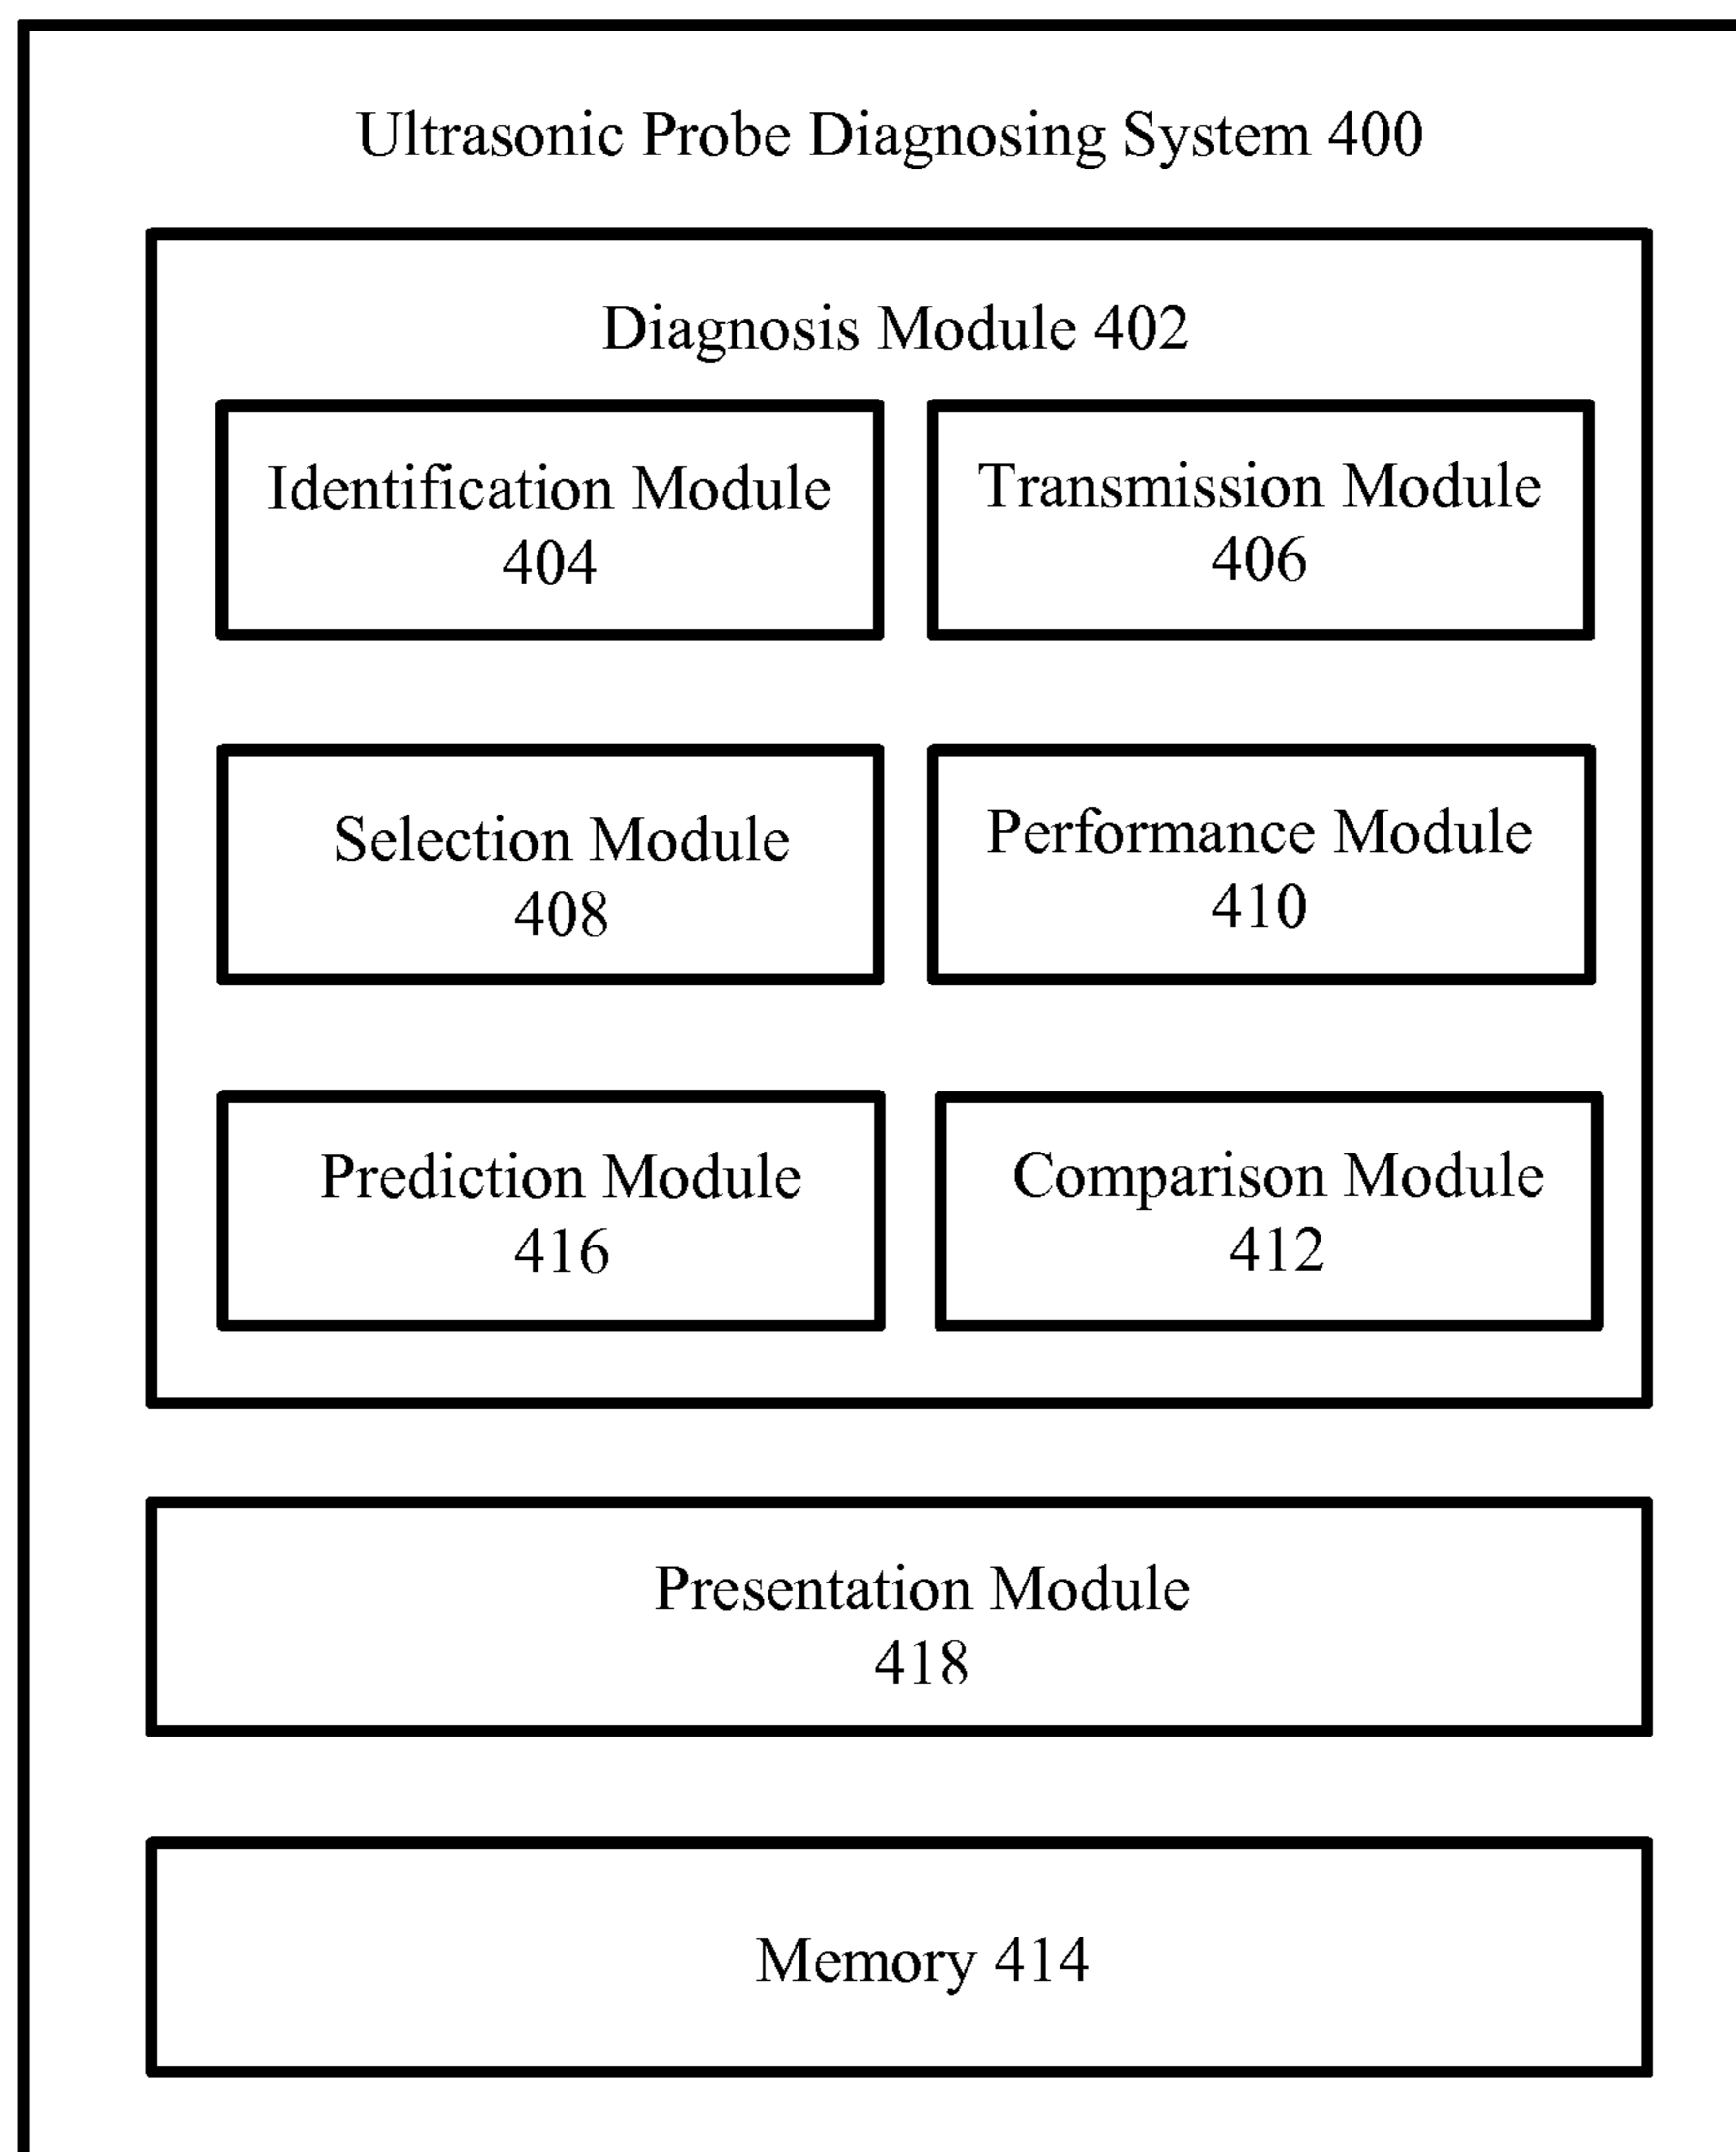 Ultrasonic Probe Diagnosing System 400
Diagnosis Module 402
Identification Module
404
Transmission Module
406
Selection Module
408
Performance Module
410
Prediction Module
416
Comparison Module
412
Presentation Module
418
Memory 414